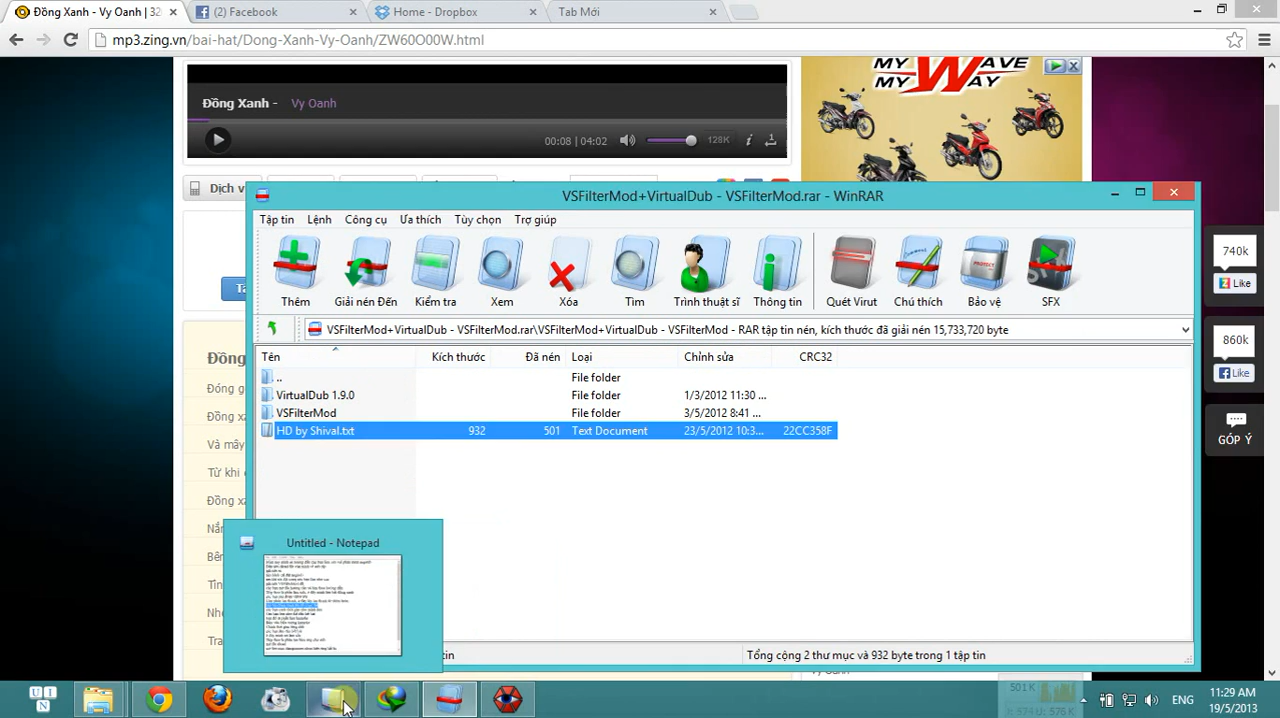 Đồng Xanh - Vy Oanh | 32
(2) Facebook
Home - Dropbox
Tab Mới
mp3.zing.vn/bai-hat/Dong-Xanh-Vy-Oanh/ZW60O00W.html
Đồng Xanh - Vy Oanh
00:08 | 04:02
128K
MY WAVE
MY WAY
Dịch v
VSFilterMod+VirtualDub - VSFilterMod.rar - WinRAR
Tập tin Lệnh Công cụ Ưa thích Tùy chọn Trợ giúp
Thêm Giải nén Đến Kiểm tra Xem Xóa Tìm Trình thuật sĩ Thông tin Quét Virut Chú thích Bảo vệ SFX
VSFilterMod+VirtualDub - VSFilterMod.rar\VSFilterMod+VirtualDub - VSFilterMod - RAR tập tin nén, kích thước đã giải nén 15,733,720 byte
Tên Kích thước Đã nén Loại Chỉnh sửa CRC32
.. File folder
VirtualDub 1.9.0 File folder 1/3/2012 11:30 ...
VSFilterMod File folder 3/5/2012 8:41 ...
HD by Shival.txt 932 501 Text Document 23/5/2012 10:3... 22CC358F
740k
Like
860k
Like
GÓP Ý
Đồng
Đóng g
Đồng x
Và mây
Từ khi
Đồng x
Nắ
Bên
Tìn
Nh
Tra
Untitled - Notepad
Tổng cộng 2 thư mục và 932 byte trong 1 tập tin
U N I
ENG
11:29 AM
19/5/2013